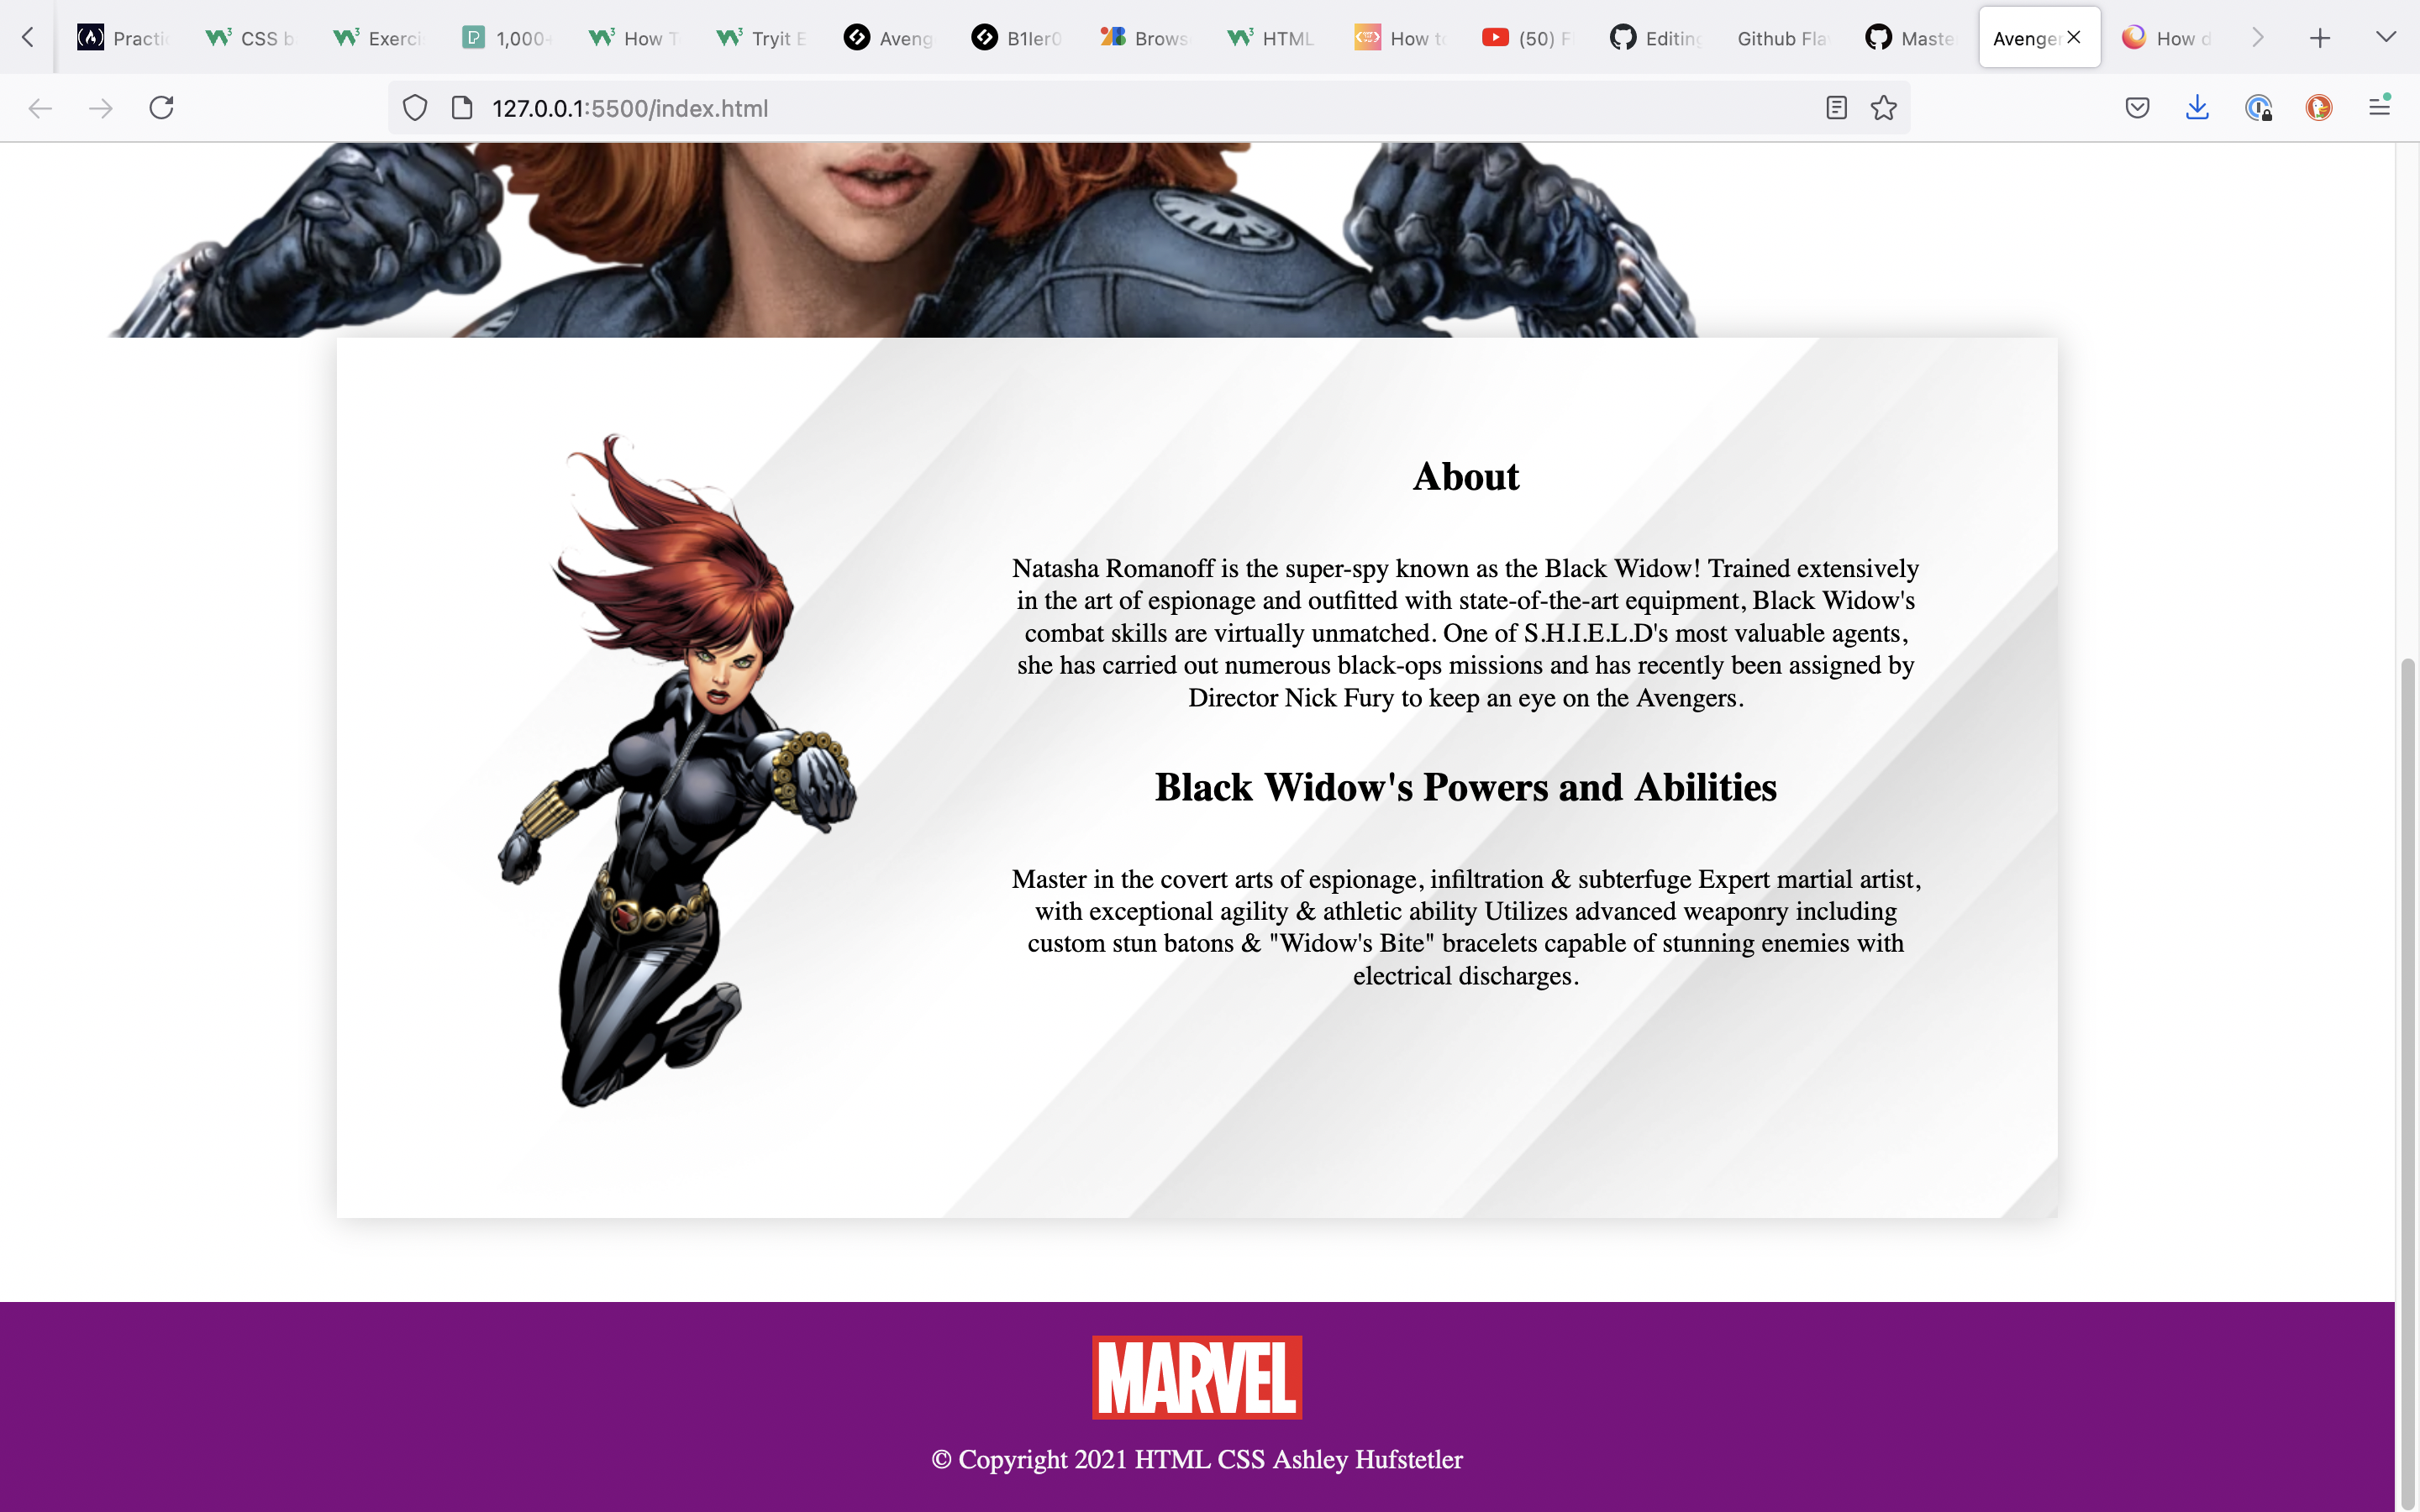 Practic CSS b Exerci 1,000+ How T Tryit E Aveng B1ler0 Brows HTML How to (50) F Editing Github Fla Maste Avenger How d
127.0.0.1:5500/index.html
About
Natasha Romanoff is the super-spy known as the Black Widow! Trained extensively
in the art of espionage and outfitted with state-of-the-art equipment, Black Widow's
combat skills are virtually unmatched. One of S.H.I.E.L.D's most valuable agents,
she has carried out numerous black-ops missions and has recently been assigned by
Director Nick Fury to keep an eye on the Avengers.
Black Widow's Powers and Abilities
Master in the covert arts of espionage, infiltration & subterfuge Expert martial artist,
with exceptional agility & athletic ability Utilizes advanced weaponry including
custom stun batons & "Widow's Bite" bracelets capable of stunning enemies with
electrical discharges.
MARVEL
© Copyright 2021 HTML CSS Ashley Hufstetler